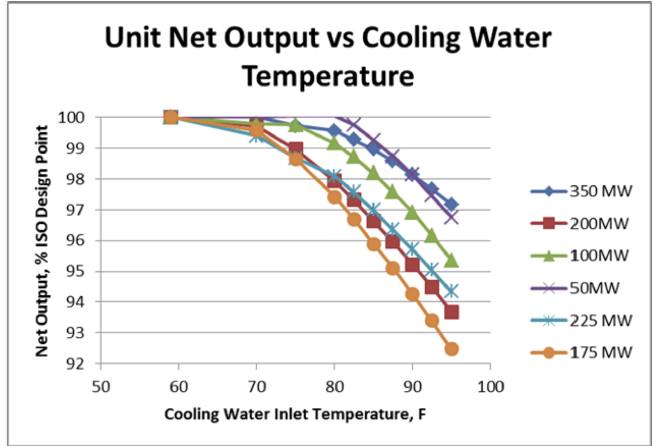 Unit Net Output vs Cooling Water
Temperature
Net Output, % ISO Design Point
100
99
98
97
96
95
94
93
92
50
60
70
80
90
100
Cooling Water Inlet Temperature, F
350 MW
200MW
100MW
50MW
225 MW
175 MW